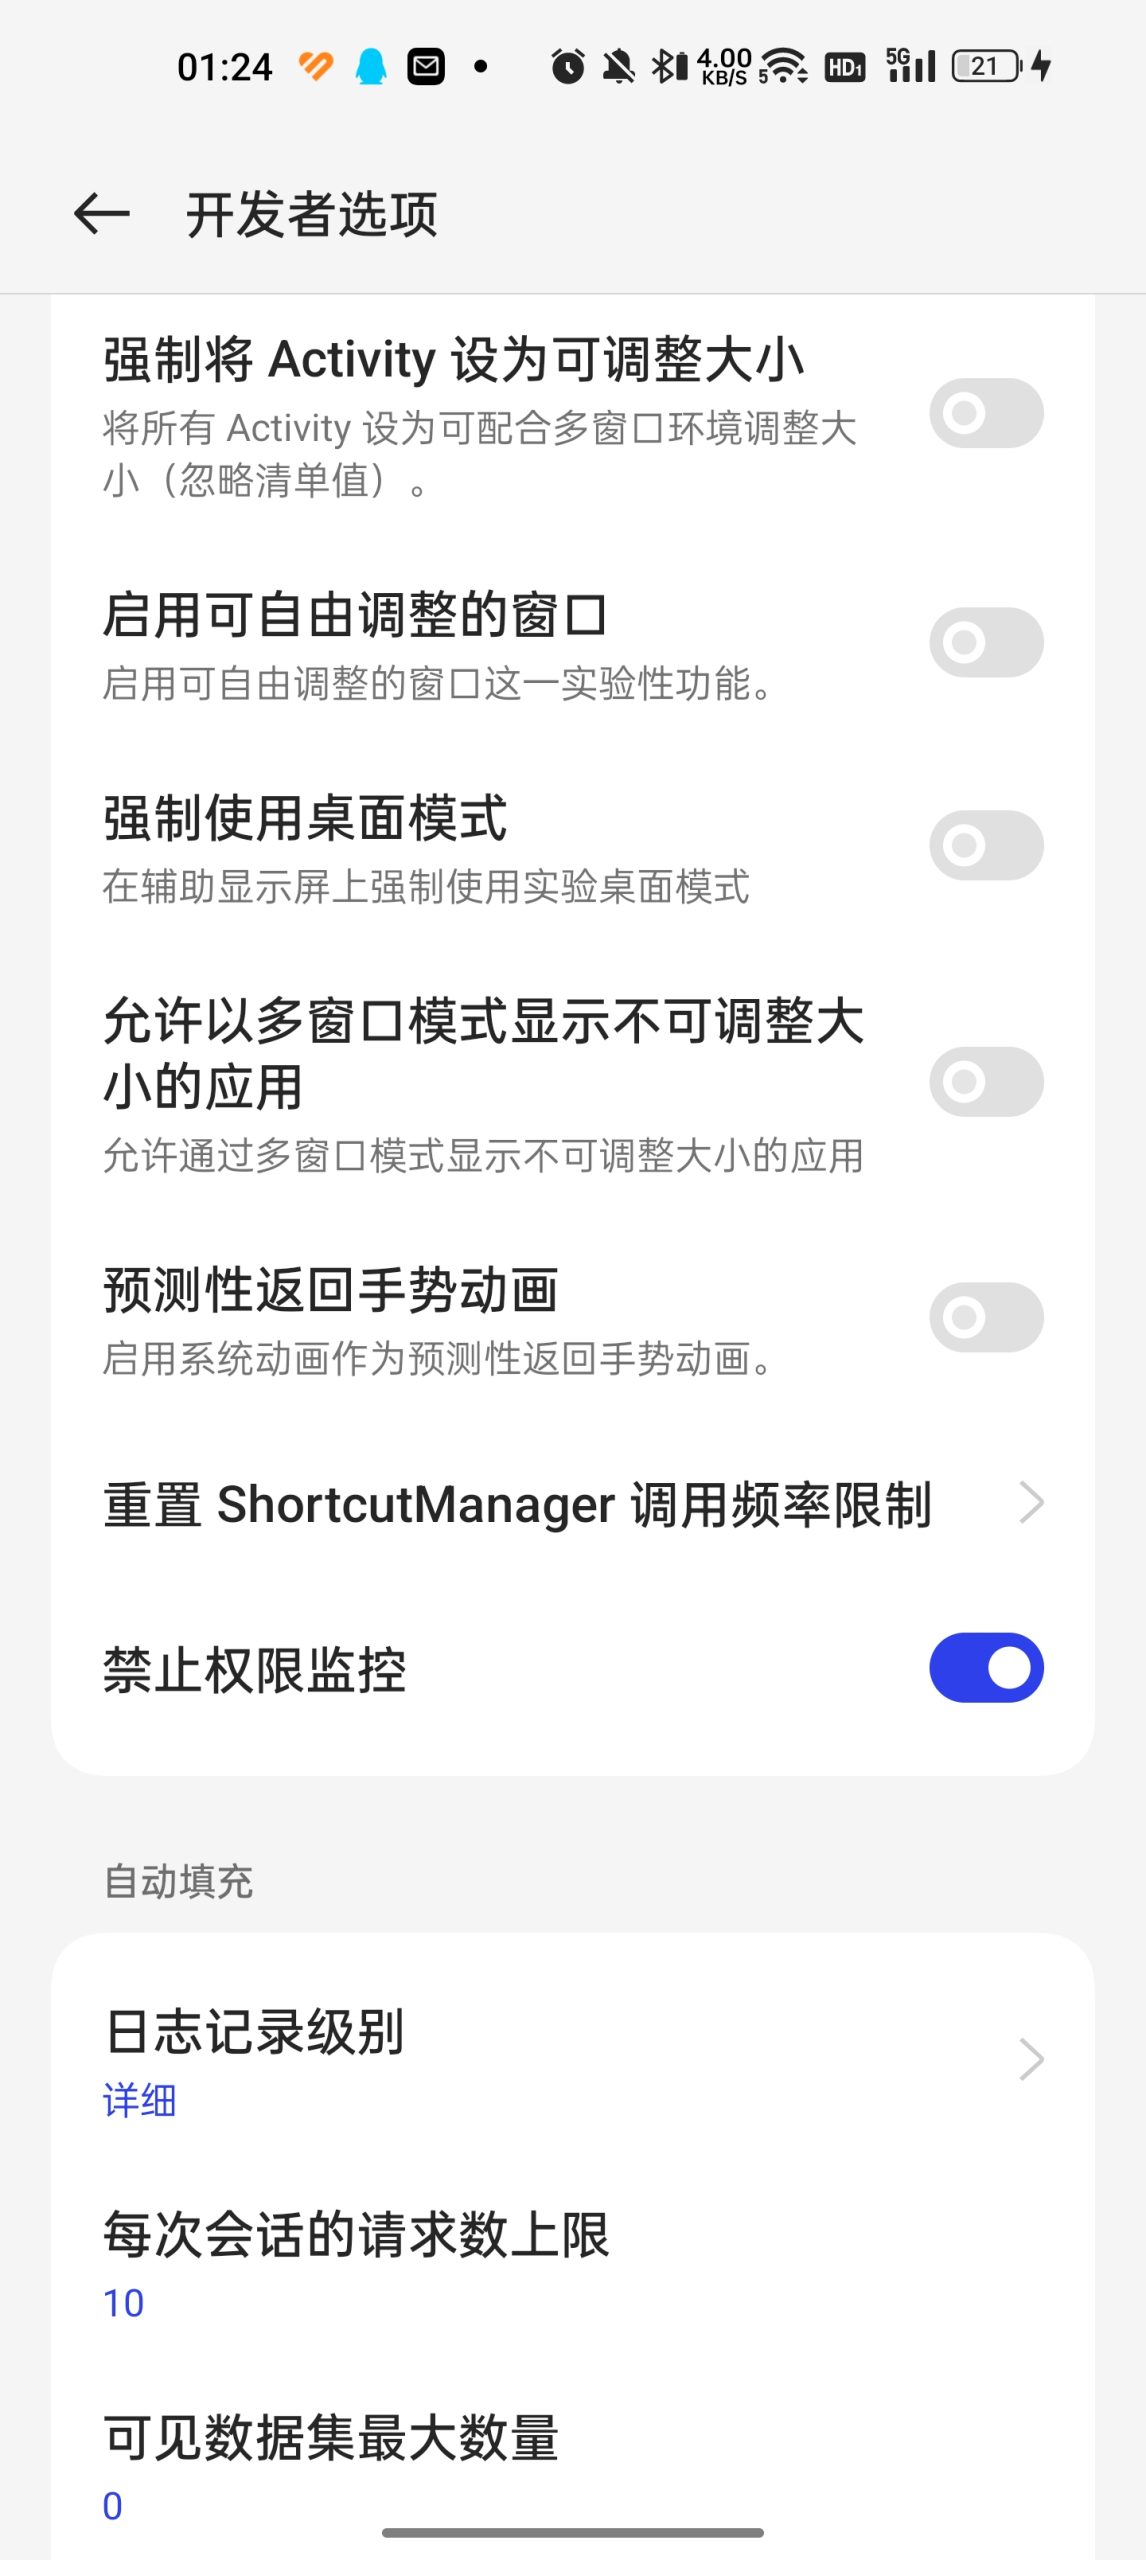 01:24
4.00 KB/S
5
HD1
5G
21
开发者选项
强制将 Activity 设为可调整大小
将所有 Activity 设为可配合多窗口环境调整大
小（忽略清单值）。
启用可自由调整的窗口
启用可自由调整的窗口这一实验性功能。
强制使用桌面模式
在辅助显示屏上强制使用实验桌面模式
允许以多窗口模式显示不可调整大
小的应用
允许通过多窗口模式显示不可调整大小的应用
预测性返回手势动画
启用系统动画作为预测性返回手势动画。
重置 ShortcutManager 调用频率限制
禁止权限监控
自动填充
日志记录级别
详细
每次会话的请求数上限
10
可见数据集最大数量
0